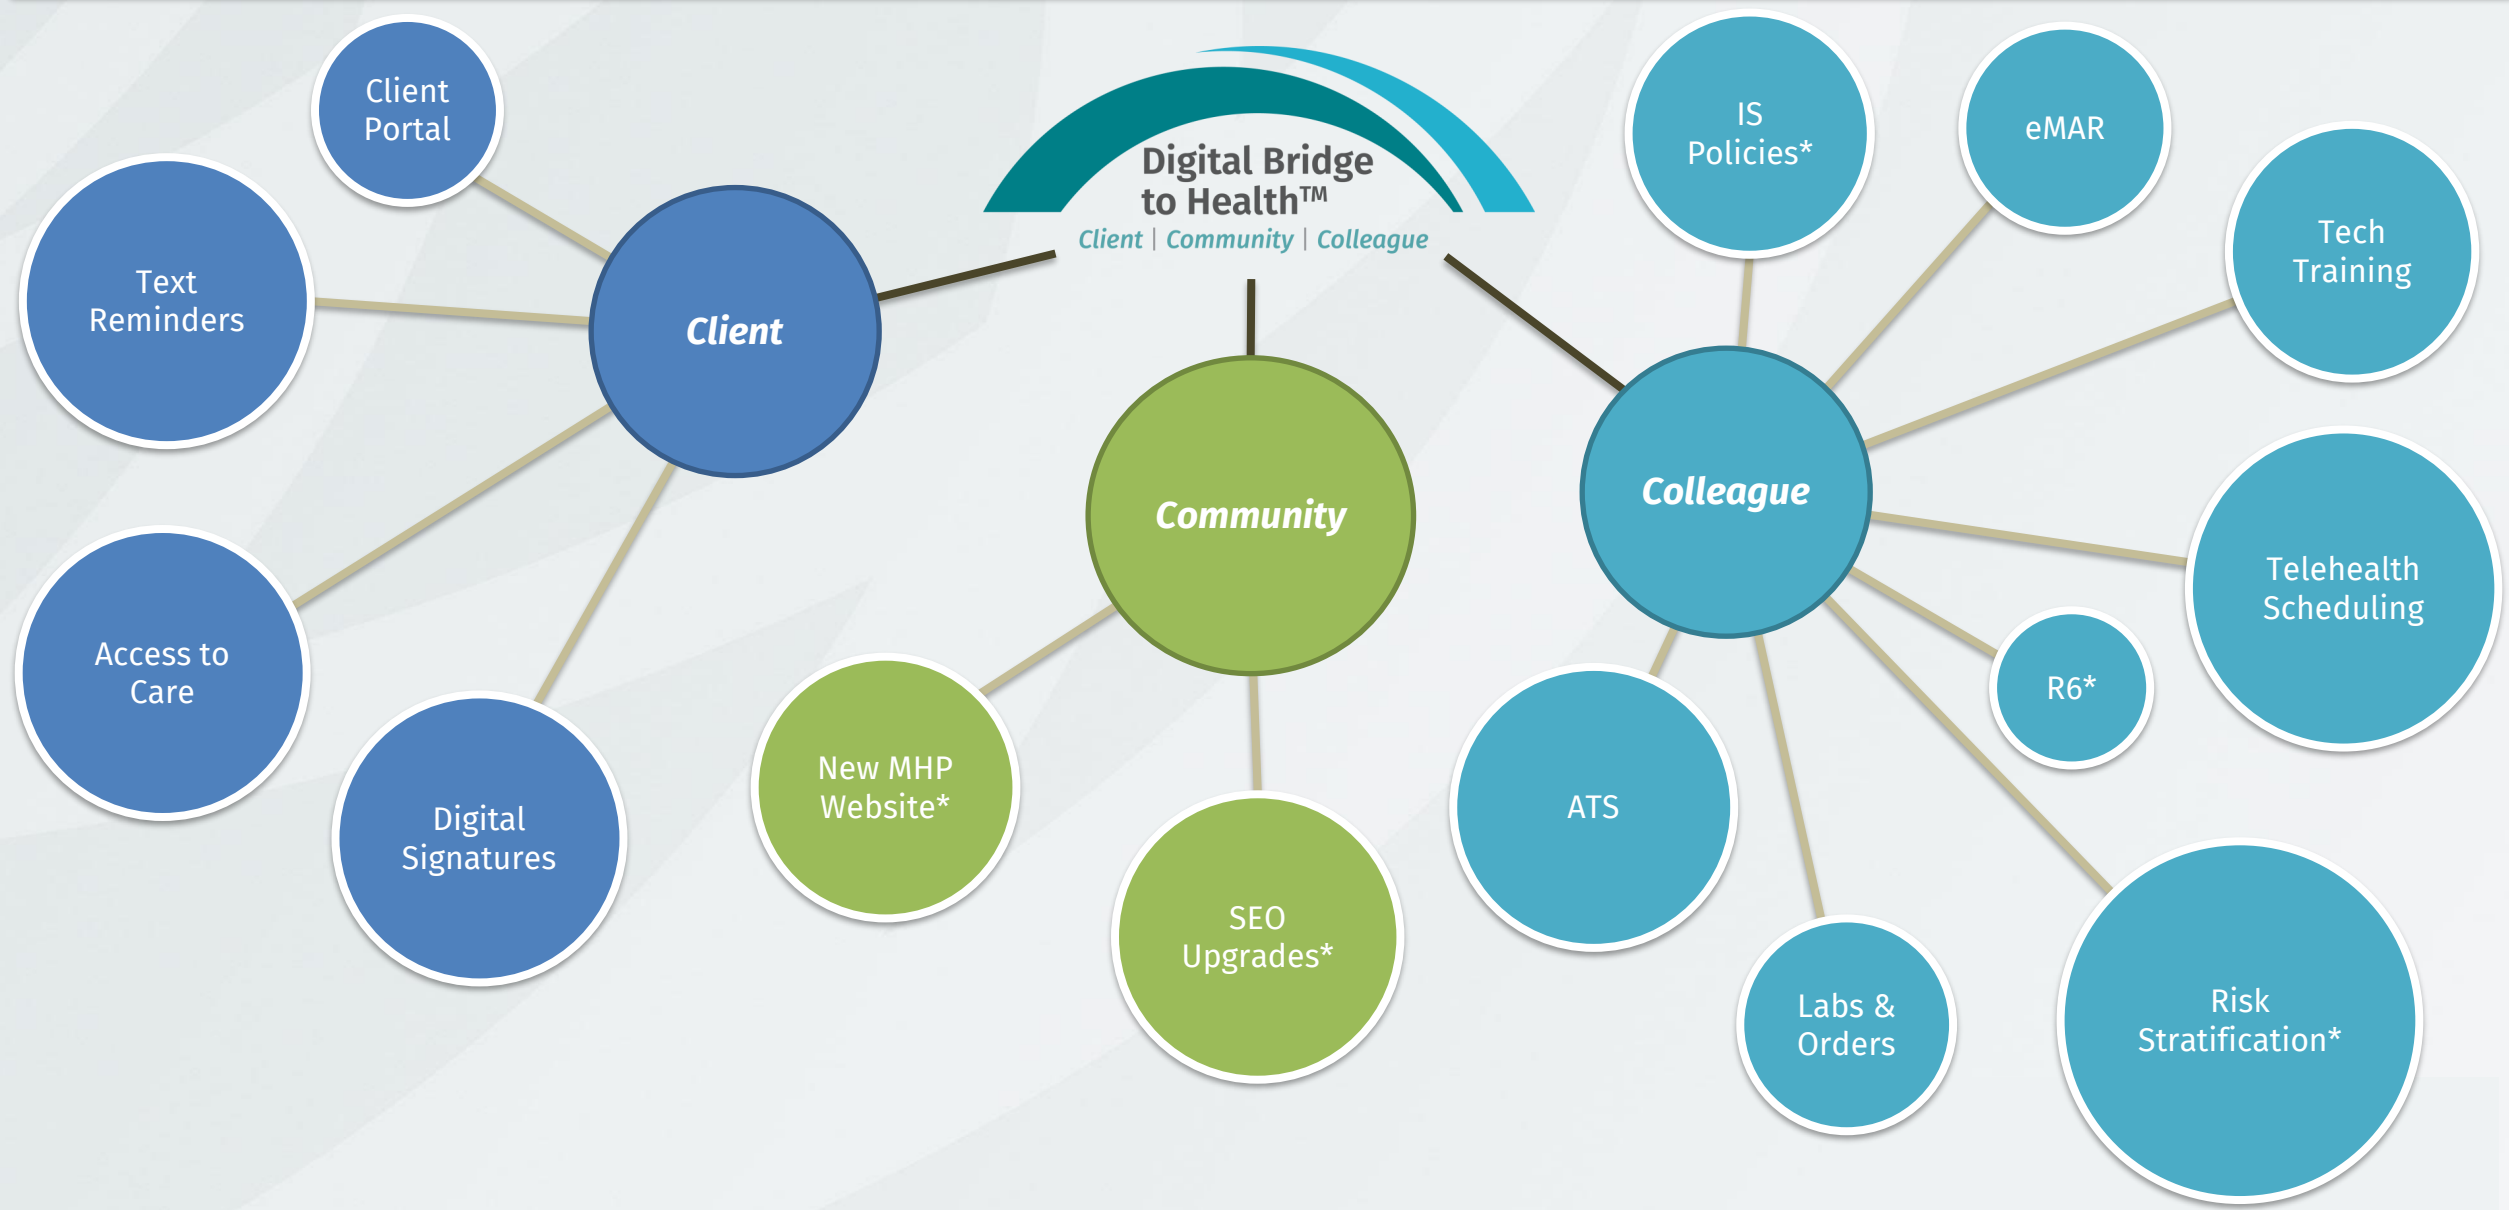 Digital Bridge
to Health™
Client | Community | Colleague
Client
Client
Portal
Text
Reminders
Access to
Care
Digital
Signatures
Community
New MHP
Website*
SEO
Upgrades*
Colleague
IS
Policies*
eMAR
Tech
Training
Telehealth
Scheduling
R6*
Risk
Stratification*
Labs &
Orders
ATS